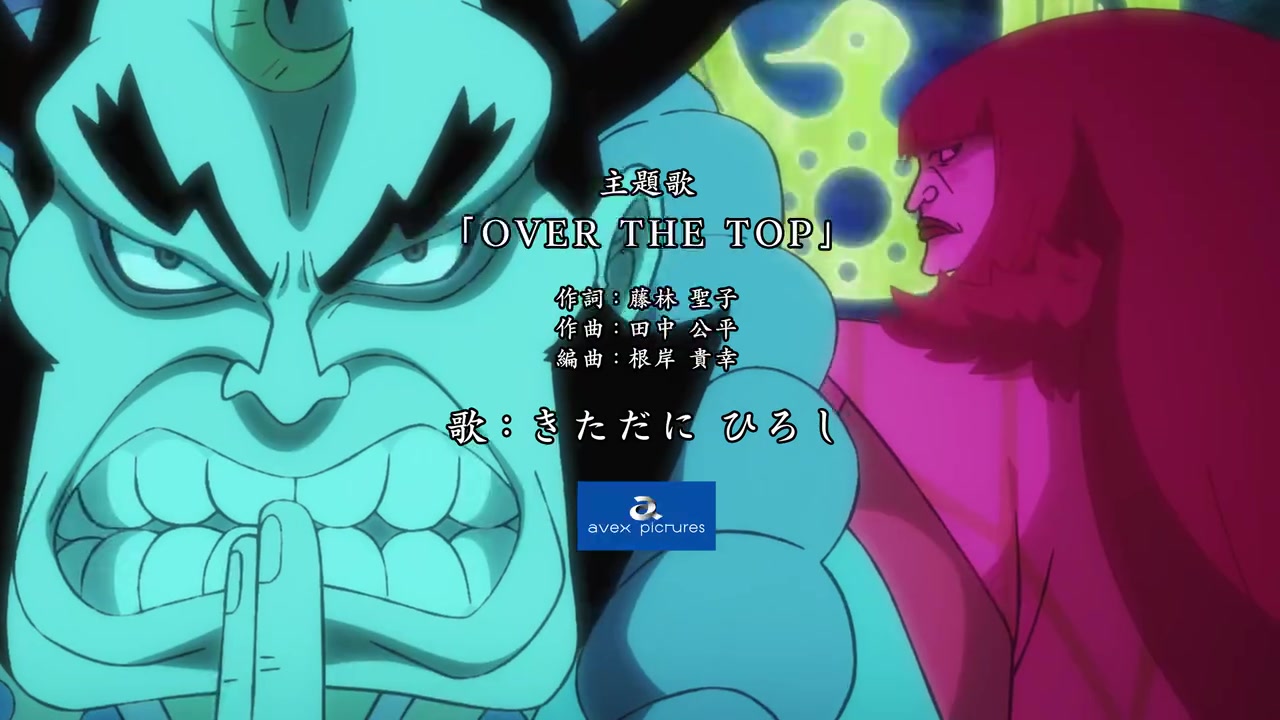 主題歌
「OVER THE TOP」
作詞：藤林 聖子
作曲：田中 公平
編曲：根岸 貴幸
歌：きただに ひろし
avex pictures